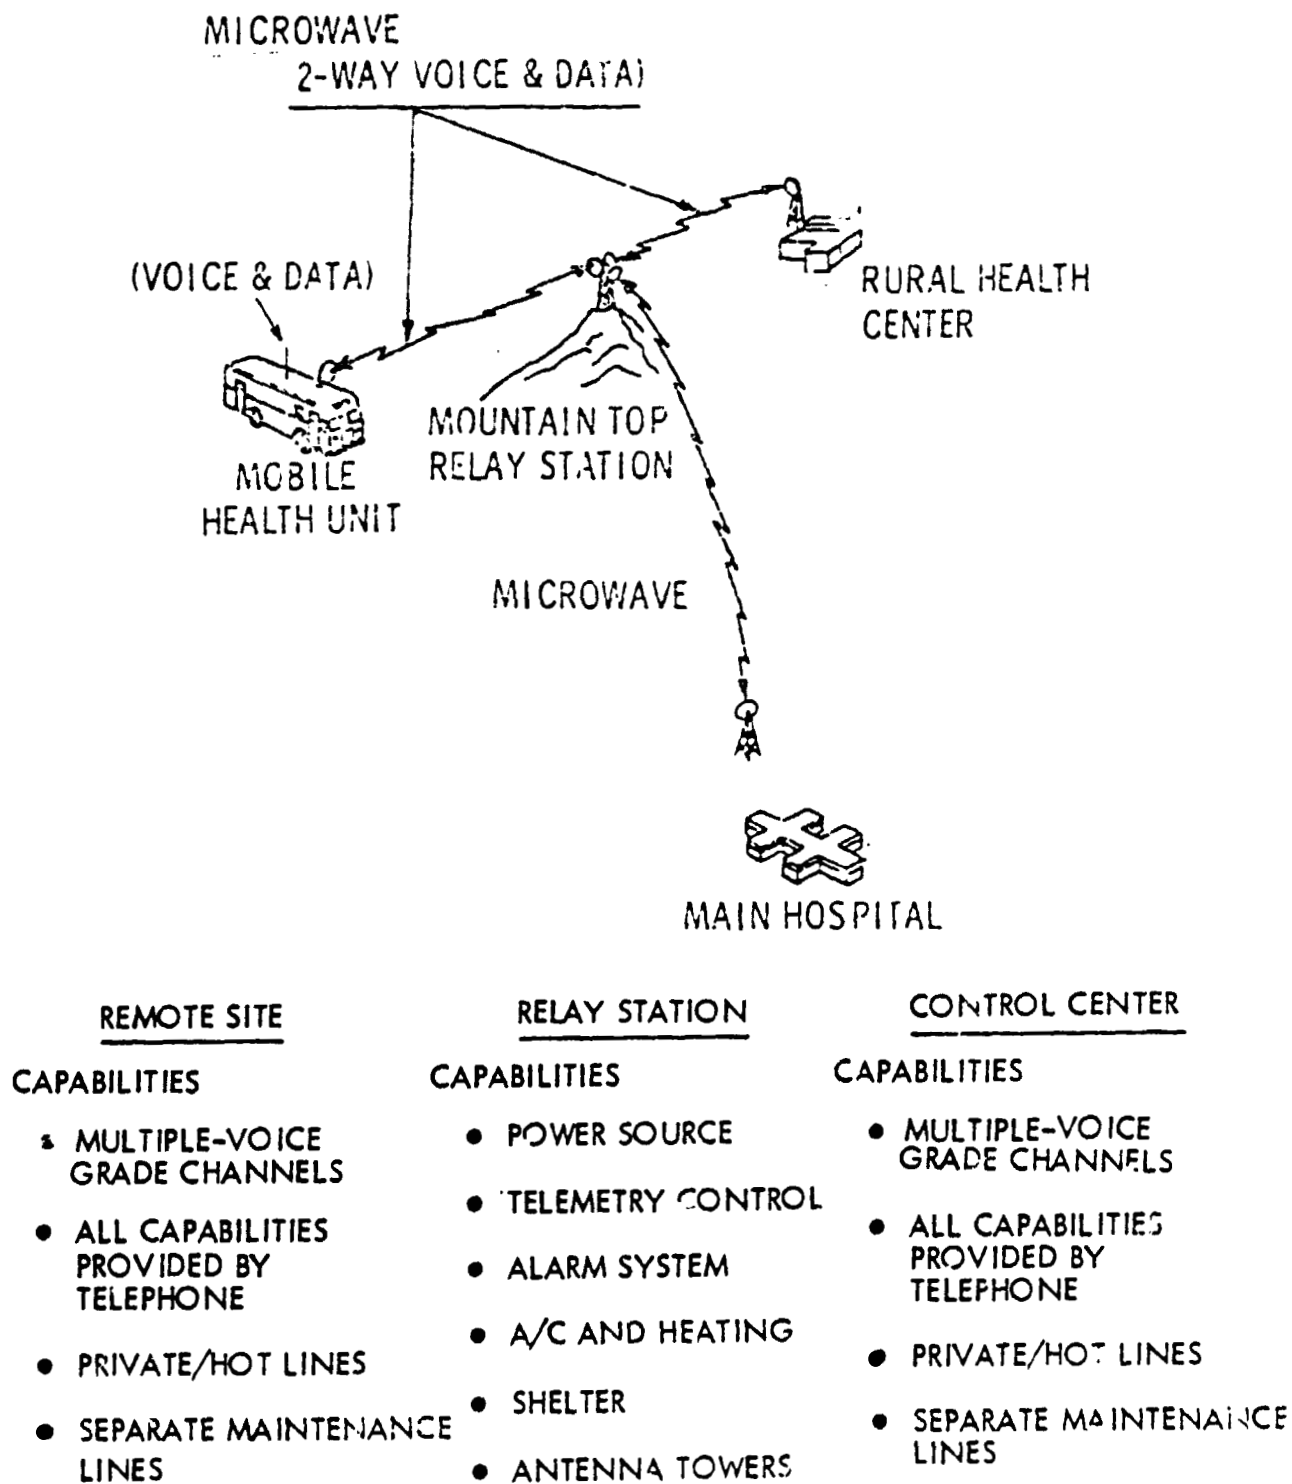 MICROWAVE
2-WAY VOICE & DATA)
(VOICE & DATA)
RURAL HEALTH
CENTER
MOUNTAIN TOP
RELAY STATION
MOBILE
HEALTH UNIT
MICROWAVE
MAIN HOSPITAL
REMOTE SITE
CAPABILITIES
• MULTIPLE-VOICE
GRADE CHANNELS
• ALL CAPABILITIES
PROVIDED BY
TELEPHONE
• PRIVATE/HOT LINES
• SEPARATE MAINTENANCE
LINES
RELAY STATION
CAPABILITIES
• POWER SOURCE
• TELEMETRY CONTROL
• ALARM SYSTEM
• A/C AND HEATING
• SHELTER
• ANTENNA TOWERS
CONTROL CENTER
CAPABILITIES
• MULTIPLE-VOICE
GRADE CHANNELS
• ALL CAPABILITIES
PROVIDED BY
TELEPHONE
• PRIVATE/HOT LINES
• SEPARATE MAINTENANCE
LINES